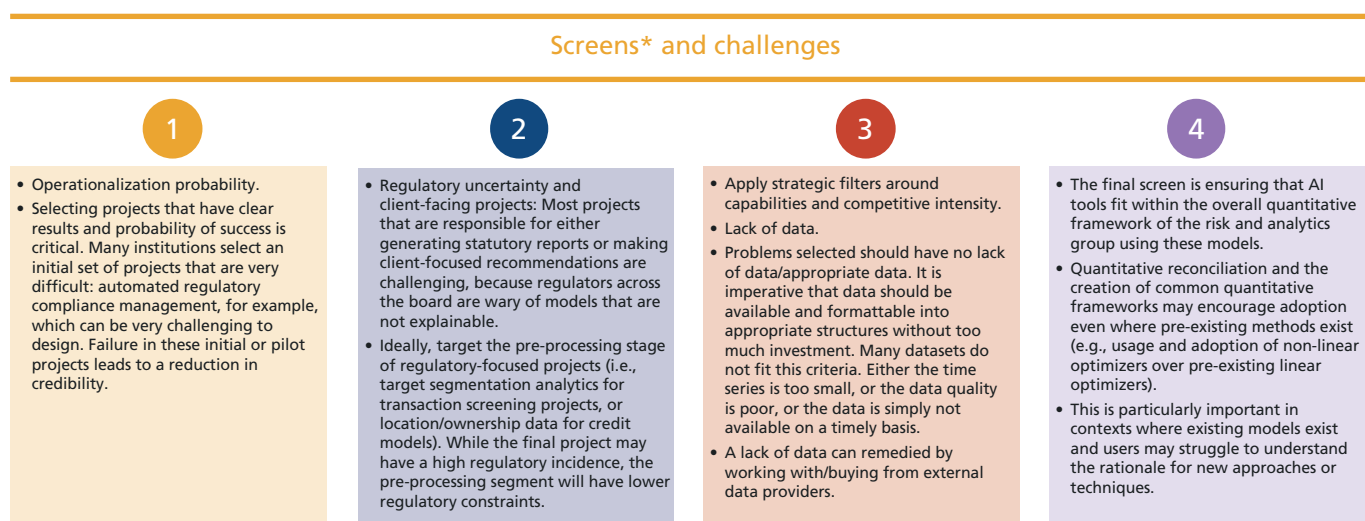 Screens* and challenges
1
• Operationalization probability.
• Selecting projects that have clear
results and probability of success is
critical. Many institutions select an
initial set of projects that are very
difficult: automated regulatory
compliance management, for example,
which can be very challenging to
design. Failure in these initial or pilot
projects leads to a reduction in
credibility.
2
• Regulatory uncertainty and
client-facing projects: Most projects
that are responsible for either
generating statutory reports or making
client-focused recommendations are
challenging, because regulators across
the board are wary of models that are
not explainable.
• Ideally, target the pre-processing stage
of regulatory-focused projects (i.e.,
target segmentation analytics for
transaction screening projects, or
location/ownership data for credit
models). While the final project may
have a high regulatory incidence, the
pre-processing segment will have lower
regulatory constraints.
3
• Apply strategic filters around
capabilities and competitive intensity.
• Lack of data.
• Problems selected should have no lack
of data/appropriate data. It is
imperative that data should be
available and formattable into
appropriate structures without too
much investment. Many datasets do
not fit this criteria. Either the time
series is too small, or the data quality
is poor, or the data is simply not
available on a timely basis.
• A lack of data can remedied by
working with/buying from external
data providers.
4
• The final screen is ensuring that AI
tools fit within the overall quantitative
framework of the risk and analytics
group using these models.
• Quantitative reconciliation and the
creation of common quantitative
frameworks may encourage adoption
even where pre-existing methods exist
(e.g., usage and adoption of non-linear
optimizers over pre-existing linear
optimizers).
• This is particularly important in
contexts where existing models exist
and users may struggle to understand
the rationale for new approaches or
techniques.